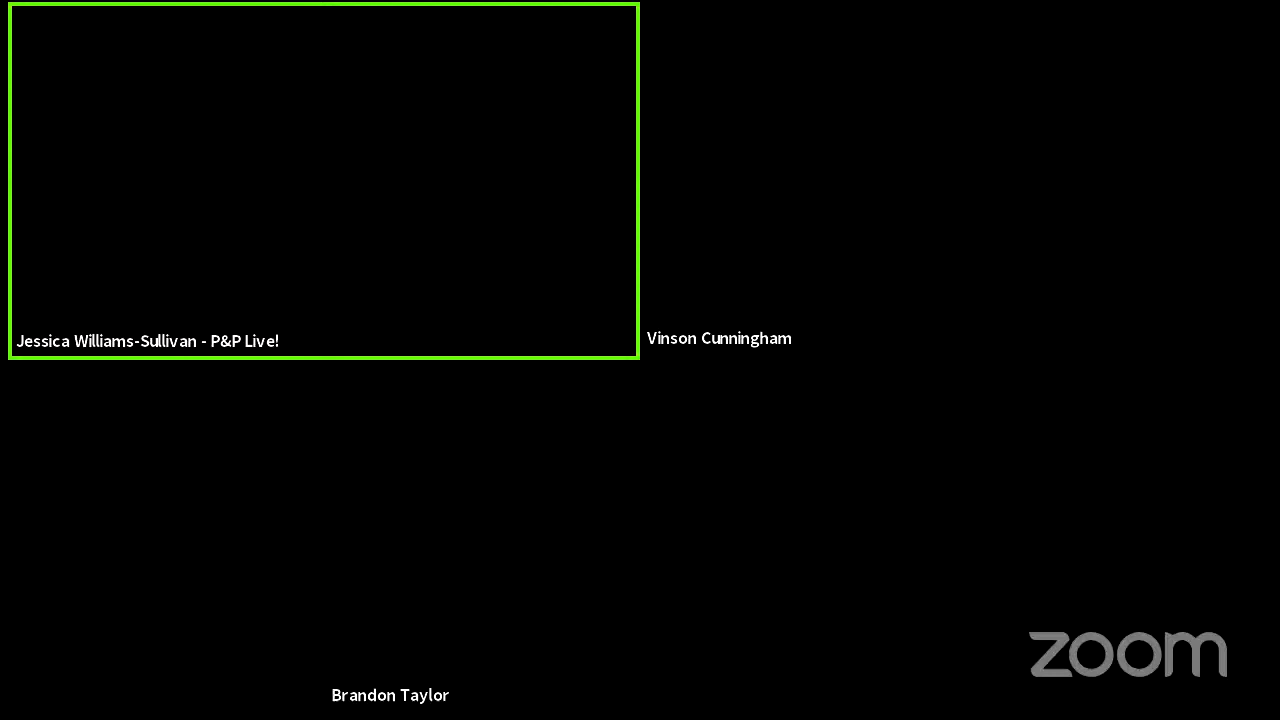 Jessica Williams-Sullivan - P&P Live!
Vinson Cunningham
zoom
Brandon Taylor